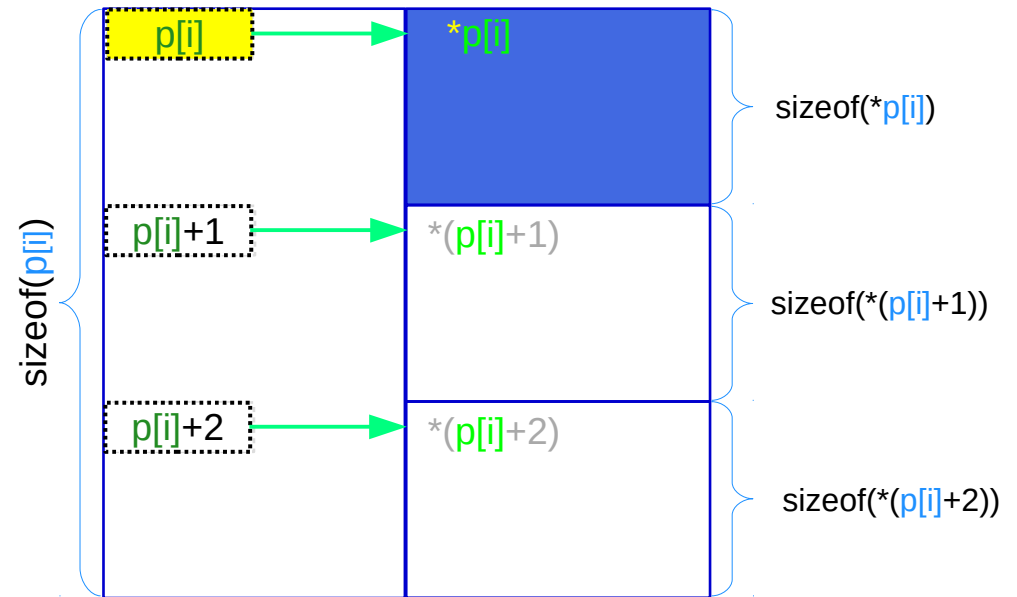 sizeof(p[i])
p[i]
*p[i]
sizeof(*p[i])
p[i]+1
*(p[i]+1)
sizeof(*(p[i]+1))
p[i]+2
*(p[i]+2)
sizeof(*(p[i]+2))